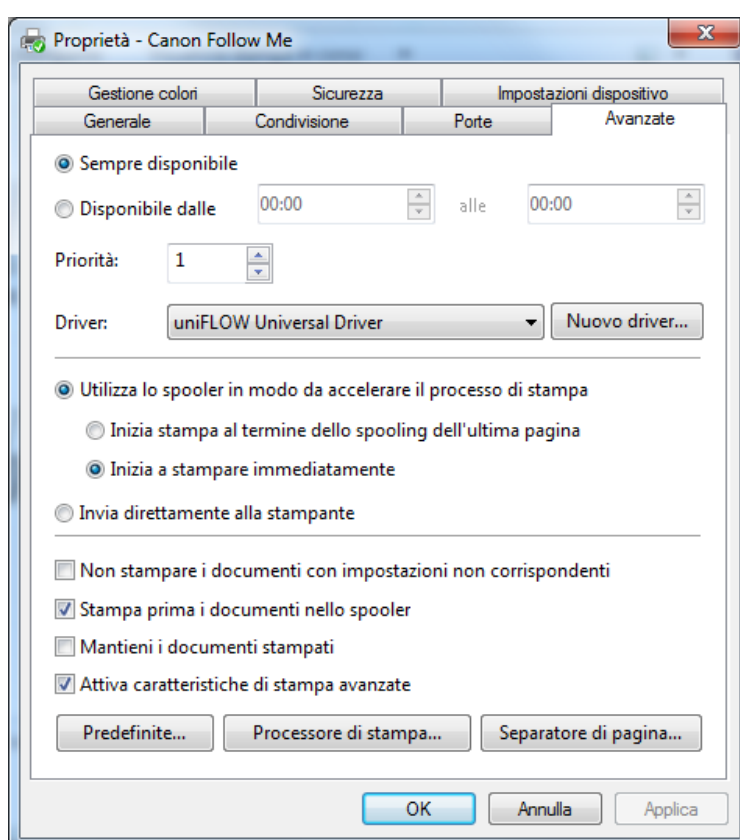 Proprietà - Canon Follow Me
Gestione colori Sicurezza Impostazioni dispositivo
Generale Condivisione Porte Avanzate
Sempre disponibile
Disponibile dalle 00:00 alle 00:00
Priorità: 1
Driver: uniFLOW Universal Driver Nuovo driver...
Utilizza lo spooler in modo da accelerare il processo di stampa
Inizia stampa al termine dello spooling dell'ultima pagina
Inizia a stampare immediatamente
Invia direttamente alla stampante
Non stampare i documenti con impostazioni non corrispondenti
Stampa prima i documenti nello spooler
Mantieni i documenti stampati
Attiva caratteristiche di stampa avanzate
Predefinite... Processore di stampa... Separatore di pagina...
OK Annulla Applica